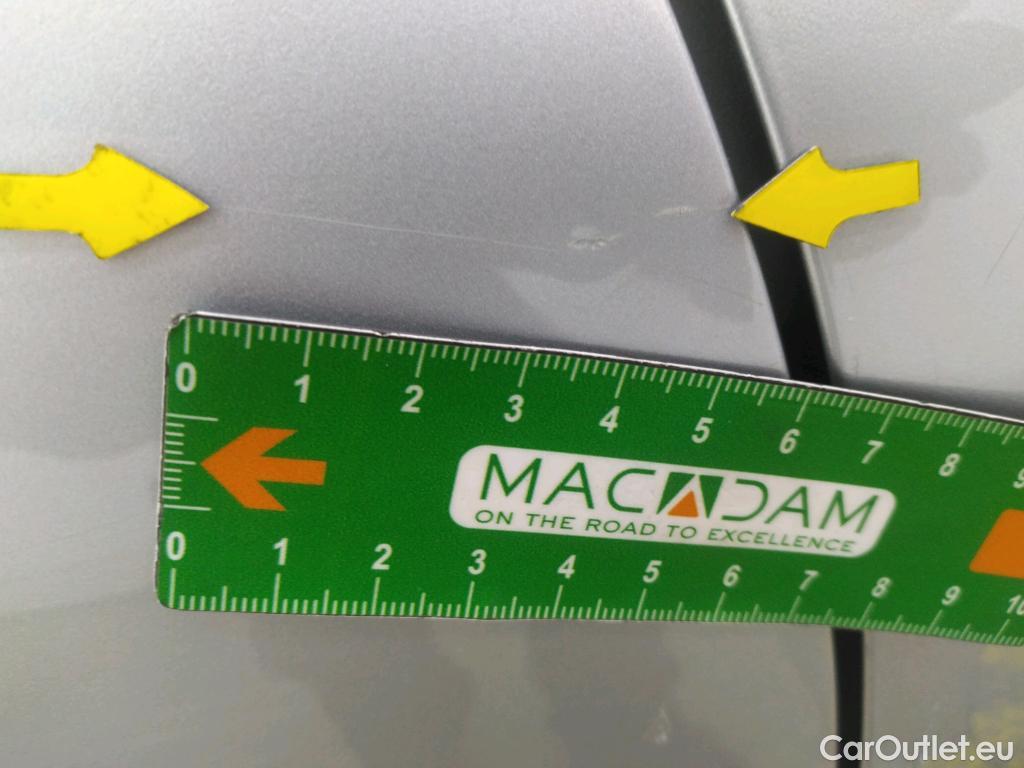 0 1 2 3 4 5 6 7 8 9
MACADAM
ON THE ROAD TO EXCELLENCE
0 1 2 3 4 5 6 7 8 9 10
CarOutlet.eu